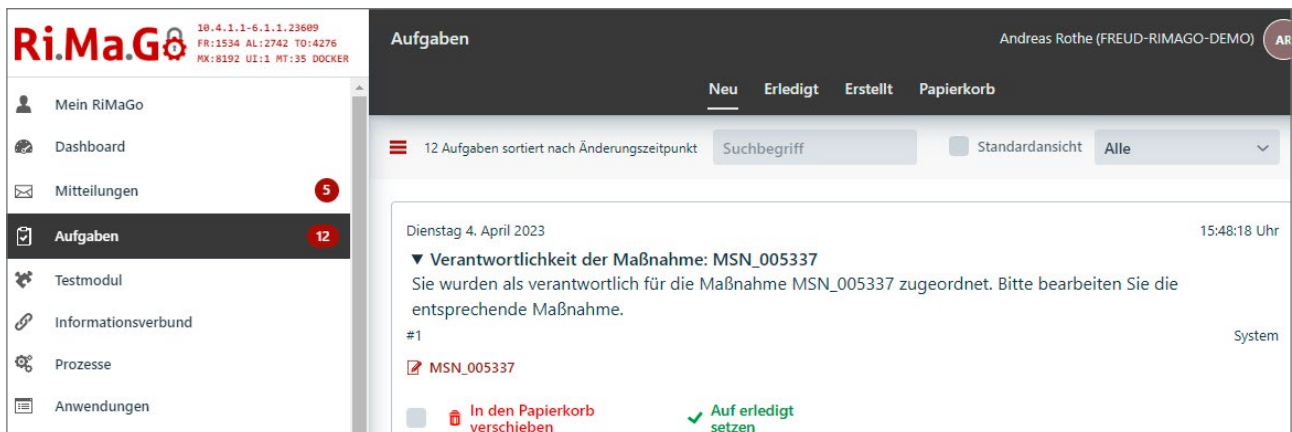 Ri.Ma.Go
10.4.1.1-6.1.1.23609
FR:1534 AL:2742 TO:4276
MX:8192 UI:1 MT:35 DOCKER
Aufgaben
Andreas Rothe (FREUD-RIMAGO-DEMO)
AR
Neu Erledigt Erstellt Papierkorb
Mein RiMaGo
Dashboard
Mitteilungen 5
Aufgaben 12
Testmodul
Informationsverbund
Prozesse
Anwendungen
12 Aufgaben sortiert nach Änderungszeitpunkt
Suchbegriff
Standardansicht
Alle
Dienstag 4. April 2023
15:48:18 Uhr
▼ Verantwortlichkeit der Maßnahme: MSN_005337
Sie wurden als verantwortlich für die Maßnahme MSN_005337 zugeordnet. Bitte bearbeiten Sie die
entsprechende Maßnahme.
#1
System
MSN_005337
In den Papierkorb
verschieben
Auf erledigt
setzen